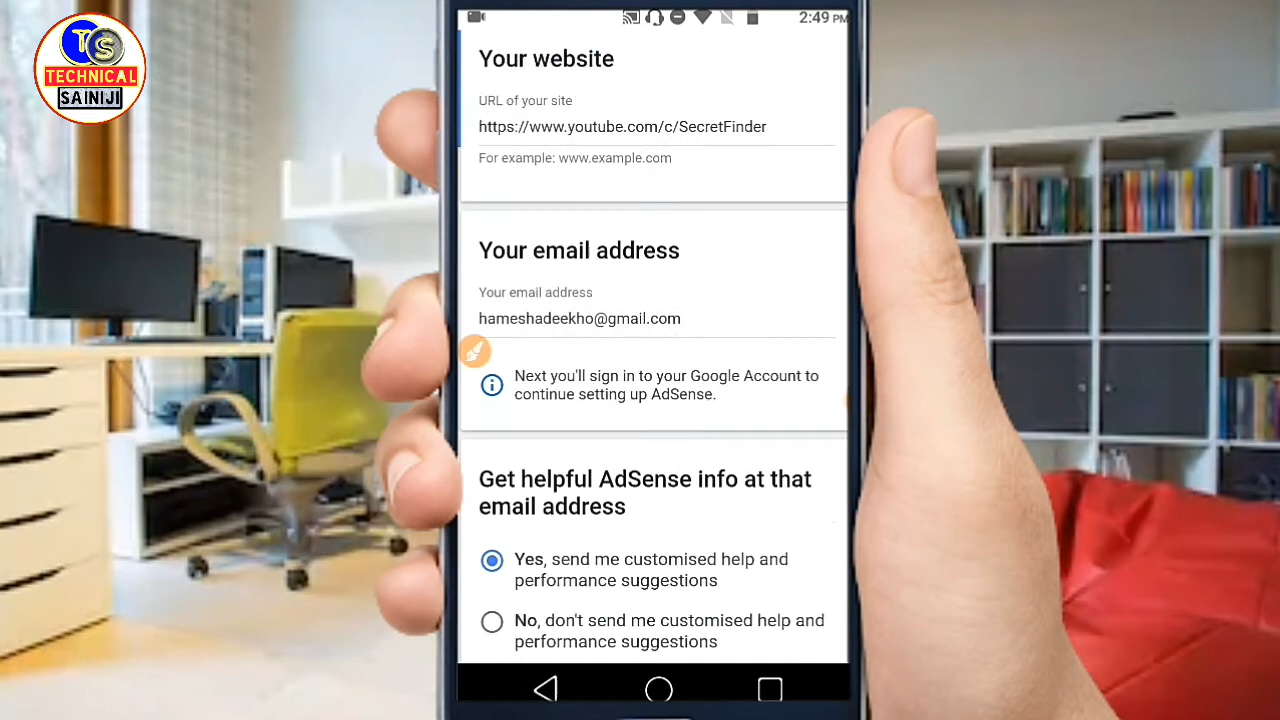 TS
TECHNICAL
SAINIJI
2:49 PM
Your website
URL of your site
https://www.youtube.com/c/SecretFinder
For example: www.example.com
Your email address
Your email address
hameshadeekho@gmail.com
Next you'll sign in to your Google Account to
continue setting up AdSense.
Get helpful AdSense info at that
email address
Yes, send me customised help and
performance suggestions
No, don't send me customised help and
performance suggestions